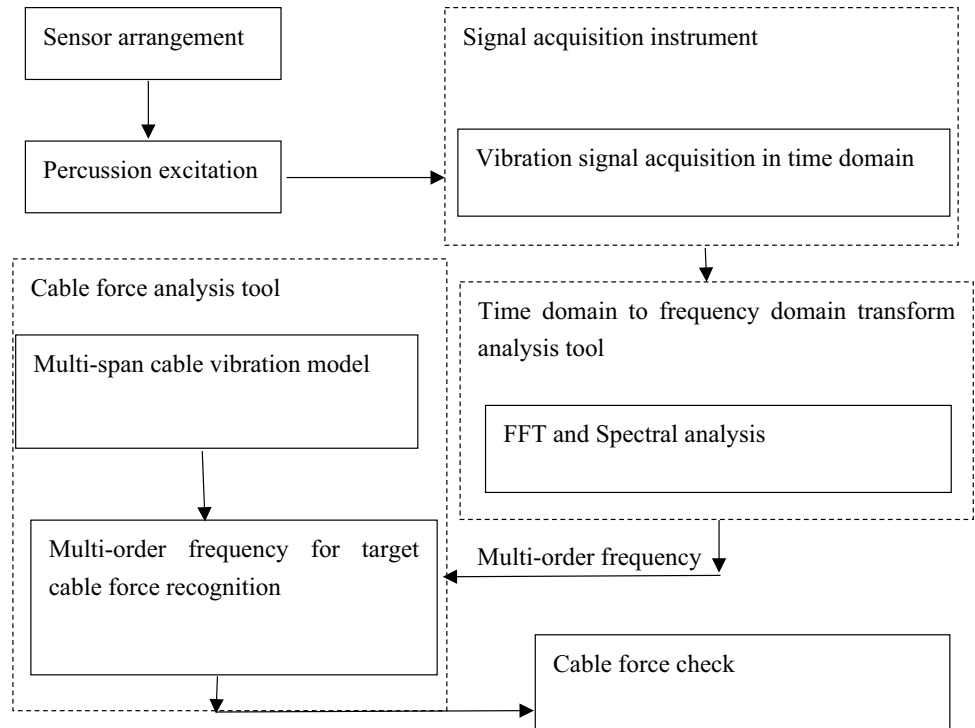 Sensor arrangement
Percussion excitation
Signal acquisition instrument
Vibration signal acquisition in time domain
Time domain to frequency domain transform
analysis tool
FFT and Spectral analysis
Multi-order frequency
Cable force analysis tool
Multi-span cable vibration model
Multi-order frequency for target
cable force recognition
Cable force check